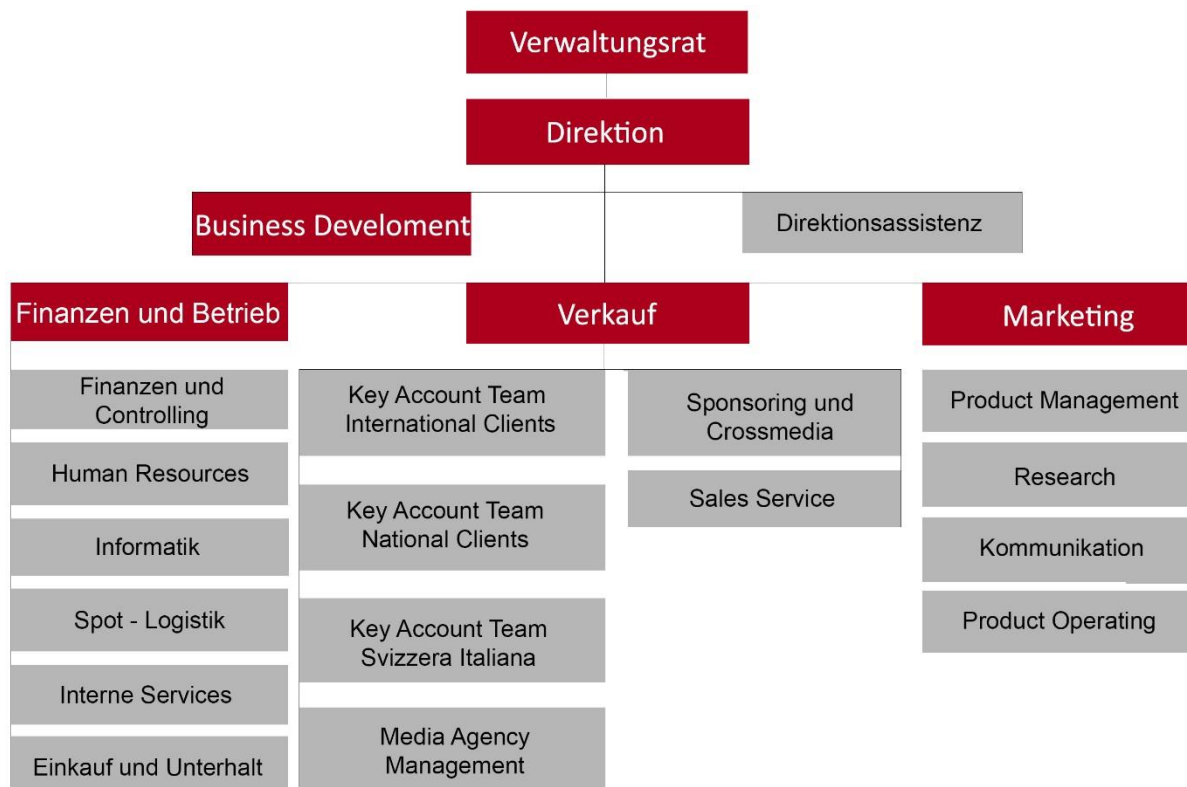 Verwaltungsrat
Direktion
Business Develoment
Direktionsassistenz
Finanzen und Betrieb
Verkauf
Marketing
Finanzen und
Controlling
Human Resources
Informatik
Spot - Logistik
Interne Services
Einkauf und Unterhalt
Key Account Team
International Clients
Key Account Team
National Clients
Key Account Team
Svizzera Italiana
Media Agency
Management
Sponsoring und
Crossmedia
Sales Service
Product Management
Research
Kommunikation
Product Operating